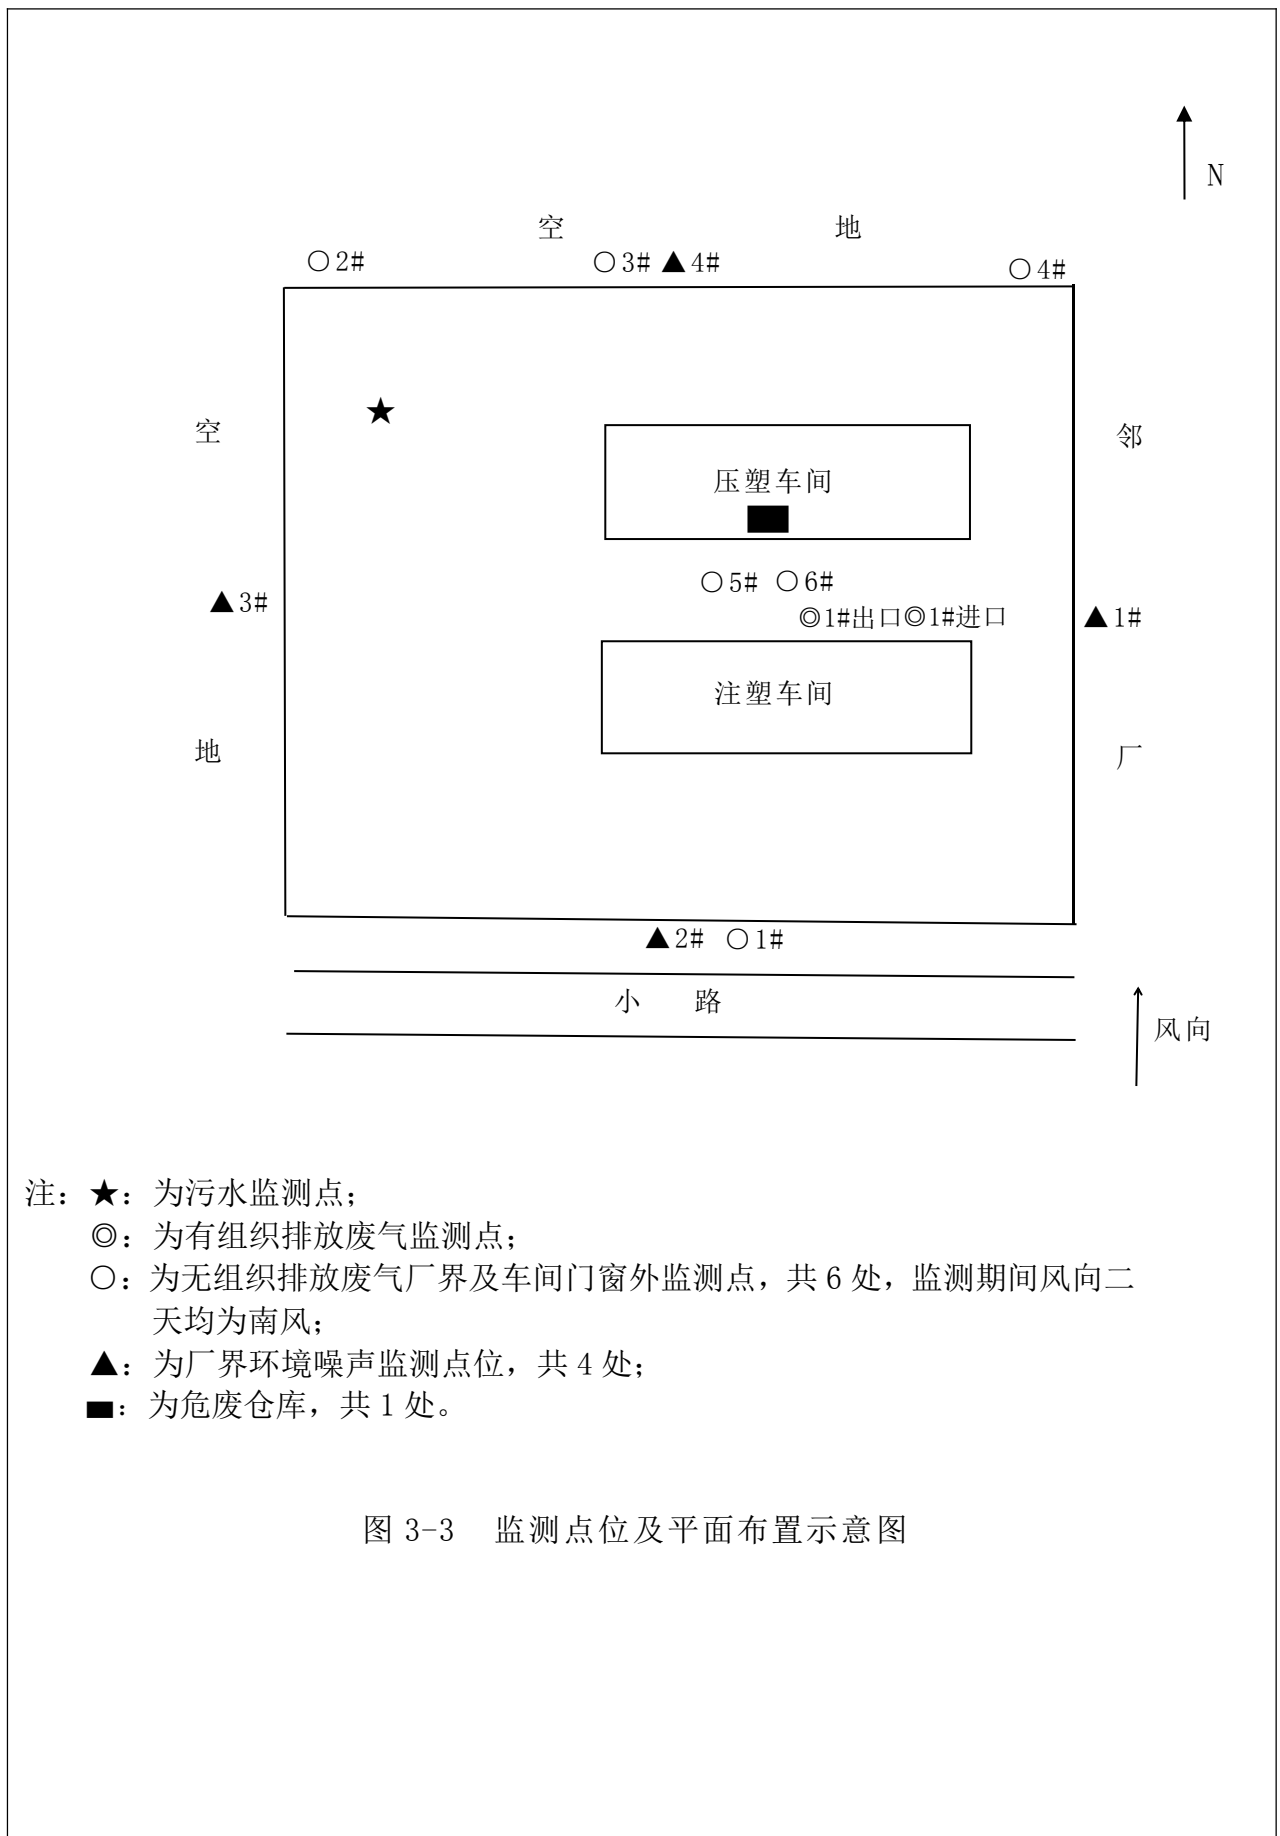 N
空 地
○2# ○3# ▲4# ○4#
★
空 邻
压塑车间
○5# ○6#
▲3# ◎1#出口◎1#进口 ▲1#
注塑车间
地 厂
▲2# ○1#
小 路
风向
注：★：为污水监测点；
◎：为有组织排放废气监测点；
○：为无组织排放废气厂界及车间门窗外监测点，共 6 处，监测期间风向二
天均为南风；
▲：为厂界环境噪声监测点位，共 4 处；
■：为危废仓库，共 1 处。
图 3-3 监测点位及平面布置示意图